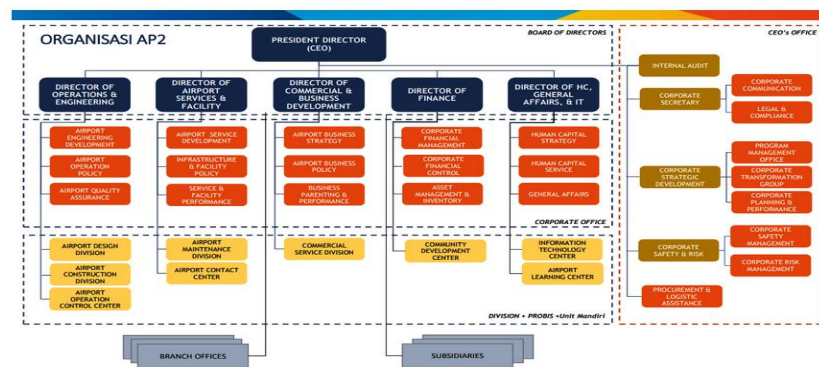 ORGANISASI AP2
BOARD OF DIRECTORS
CEO's OFFICE
PRESIDENT DIRECTOR
(CEO)
DIRECTOR OF
OPERATIONS &
ENGINEERING
DIRECTOR OF
AIRPORT
SERVICES &
FACILITY
DIRECTOR OF
COMMERCIAL &
BUSINESS
DEVELOPMENT
DIRECTOR OF
FINANCE
DIRECTOR OF HC,
GENERAL
AFFAIRS, & IT
AIRPORT
ENGINEERING
DEVELOPMENT
AIRPORT
OPERATION
POLICY
AIRPORT QUALITY
ASSURANCE
AIRPORT SERVICE
DEVELOPMENT
INFRASTRUCTURE
& FACILITY POLICY
SERVICE
& FACILITY
PERFORMANCE
AIRPORT BUSINESS
STRATEGY
AIRPORT BUSINESS
POLICY
BUSINESS
PARENTING &
PERFORMANCE
CORPORATE
FINANCIAL
MANAGEMENT
CORPORATE
FINANCIAL
CONTROL
ASSET
MANAGEMENT &
INVENTORY
HUMAN CAPITAL
STRATEGY
HUMAN CAPITAL
SERVICE
GENERAL AFFAIRS
CORPORATE OFFICE
AIRPORT DESIGN
DIVISION
AIRPORT
CONSTRUCTION
DIVISION
AIRPORT
OPERATION
CONTROL CENTER
AIRPORT
MAINTENANCE
DIVISION
AIRPORT CONTACT
CENTER
COMMERCIAL
SERVICE DIVISION
COMMUNITY
DEVELOPMENT
CENTER
INFORMATION
TECHNOLOGY
CENTER
AIRPORT
LEARNING CENTER
DIVISION + PROBIS =Unit Mandiri
BRANCH OFFICES
SUBSIDIARIES
INTERNAL AUDIT
CORPORATE
SECRETARY
CORPORATE
COMMUNICATION
LEGAL &
COMPLIANCE
CORPORATE
STRATEGIC
DEVELOPMENT
PROGRAM
MANAGEMENT
OFFICE
CORPORATE
TRANSFORMATION
GROUP
CORPORATE
PLANNING &
PERFORMANCE
CORPORATE
SAFETY & RISK
CORPORATE
SAFETY
MANAGEMENT
CORPORATE RISK
MANAGEMENT
PROCUREMENT &
LOGISTIC
ASSISTANCE